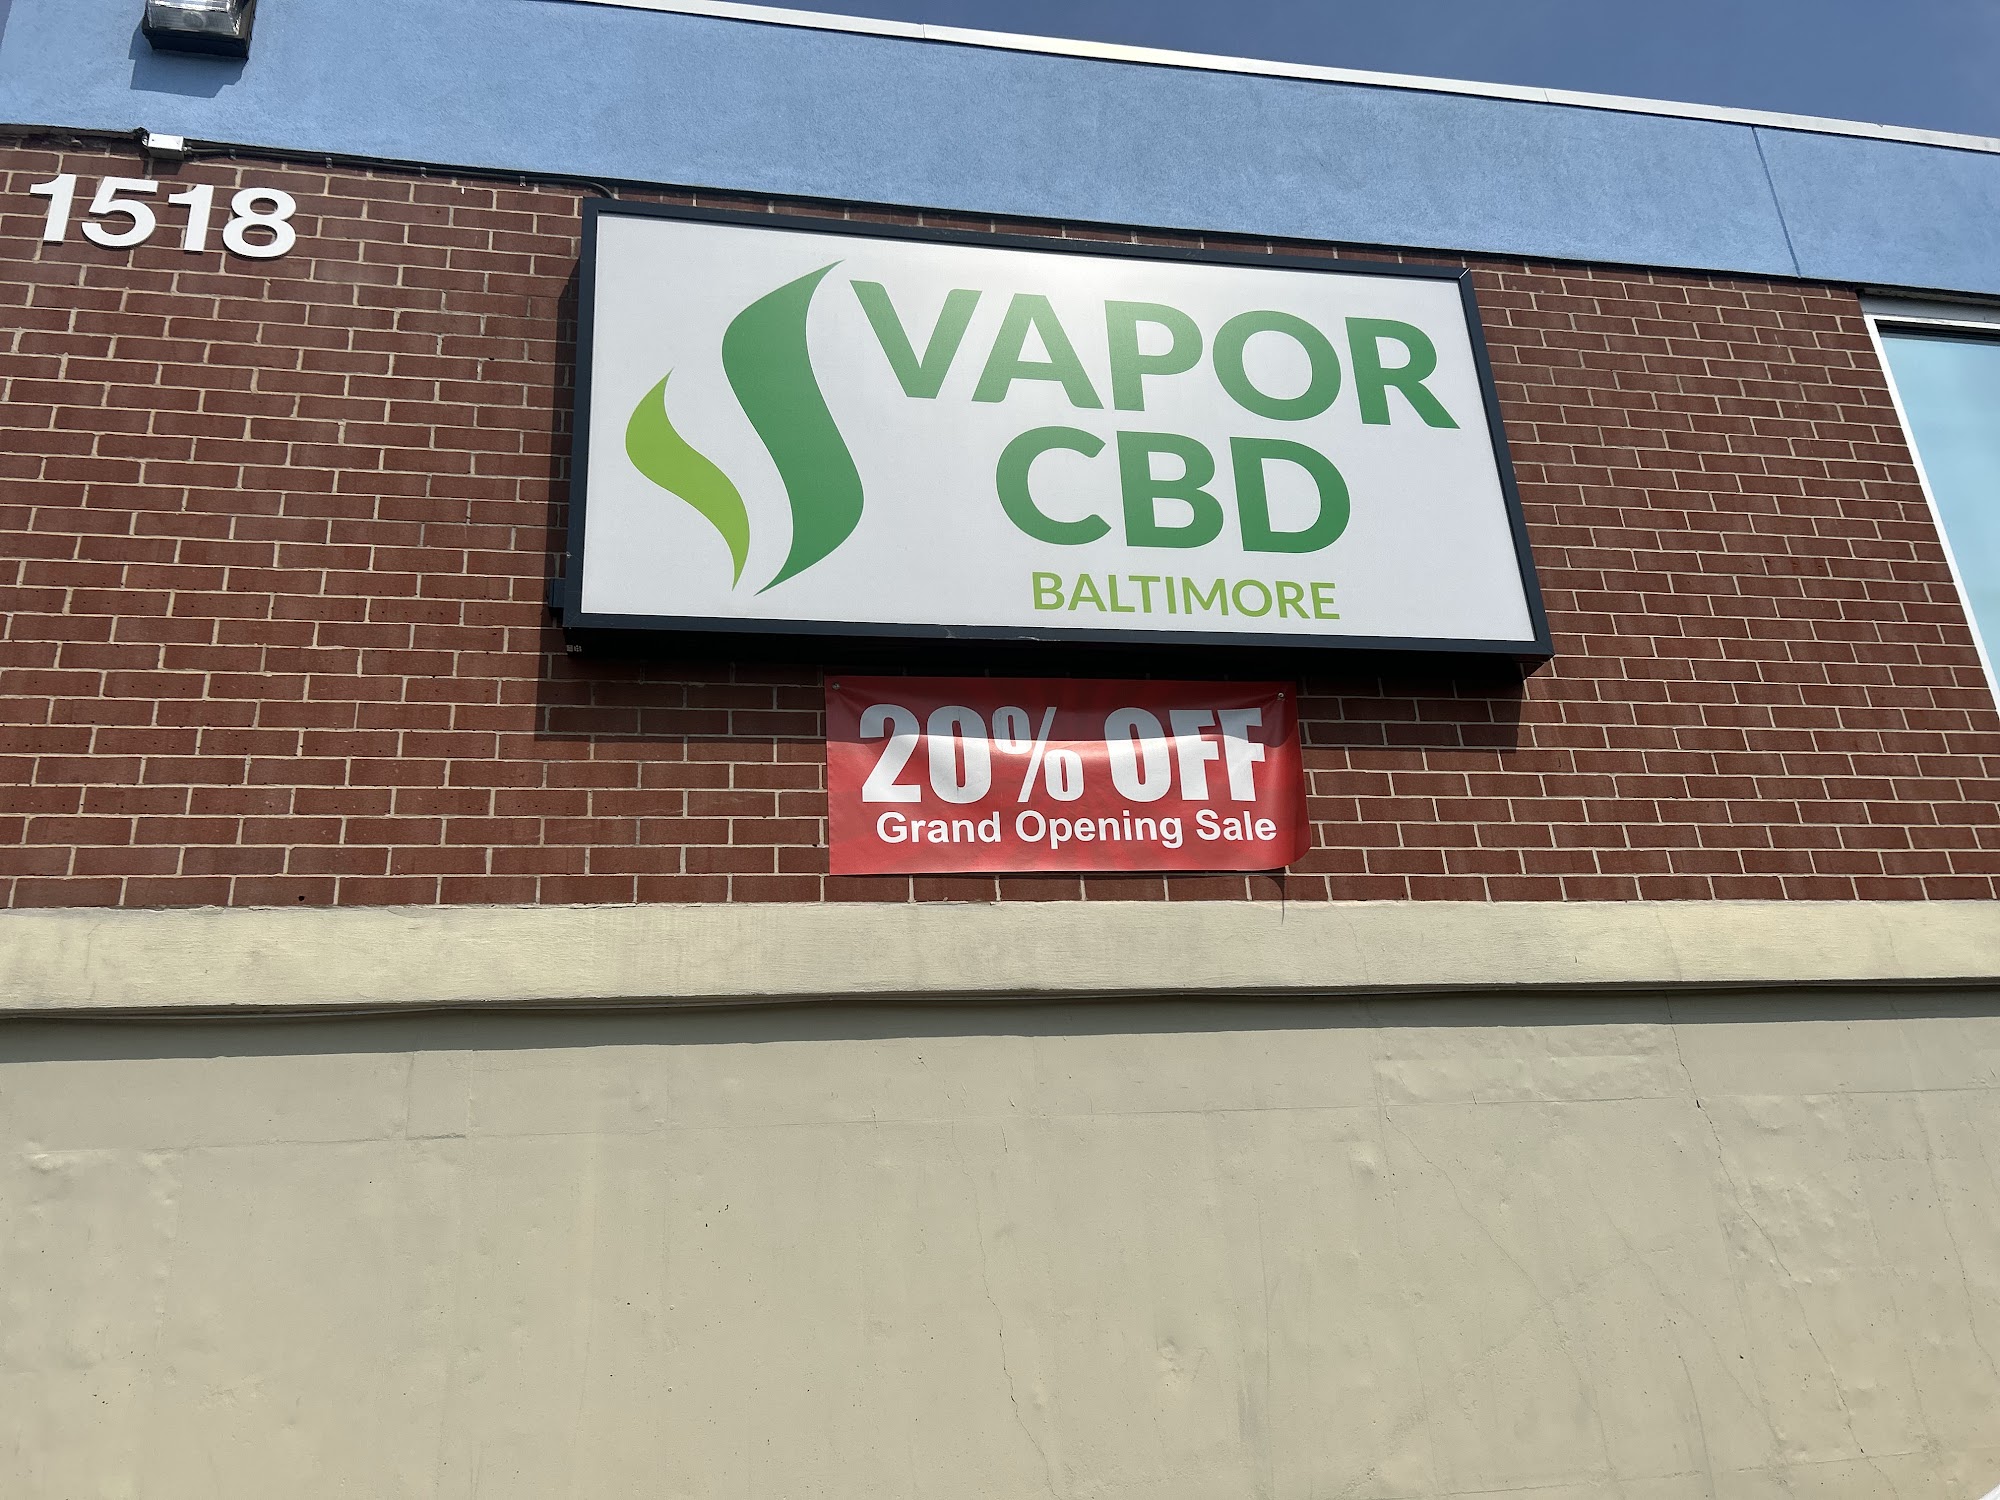 1518
VAPOR
CBD
BALTIMORE
20% OFF
Grand Opening Sale